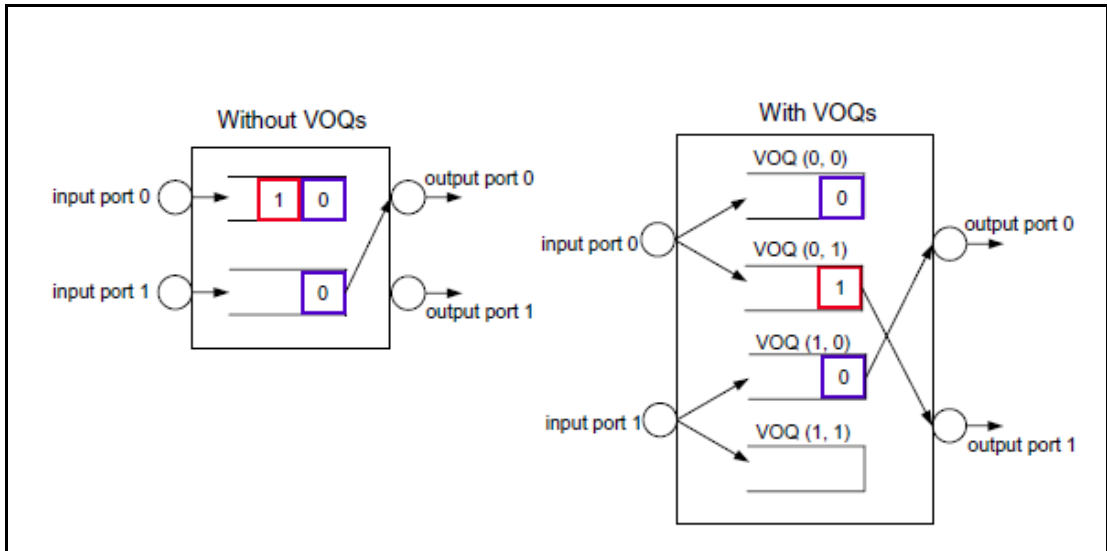 Without VOQs
input port 0
1 0
output port 0
input port 1
0
output port 1
With VOQs
VOQ (0, 0)
0
input port 0
output port 0
VOQ (0, 1)
1
VOQ (1, 0)
0
input port 1
VOQ (1, 1)
output port 1